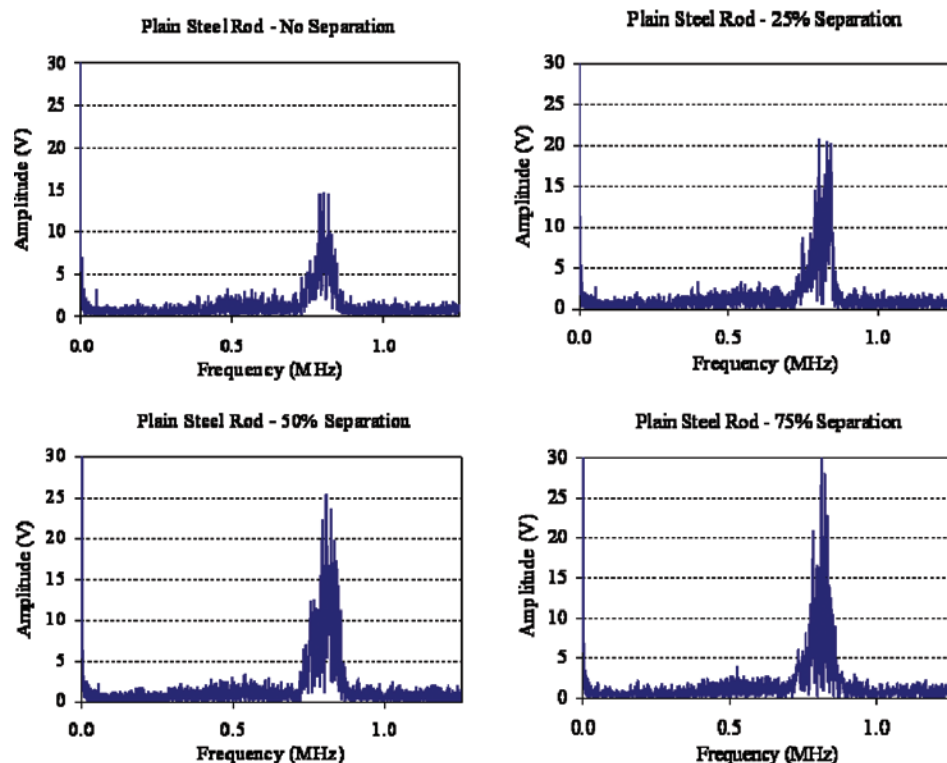 Plain Steel Rod - No Separation
30
25
20
15
10
5
0
Amplitude (V)
0.0 0.5 1.0
Frequency (MHz)
Plain Steel Rod - 25% Separation
30
25
20
15
10
5
0
Amplitude (V)
0.0 0.5 1.0
Frequency (MHz)
Plain Steel Rod - 50% Separation
30
25
20
15
10
5
0
Amplitude (V)
0.0 0.5 1.0
Frequency (MHz)
Plain Steel Rod - 75% Separation
30
25
20
15
10
5
0
Amplitude (V)
0.0 0.5 1.0
Frequency (MHz)